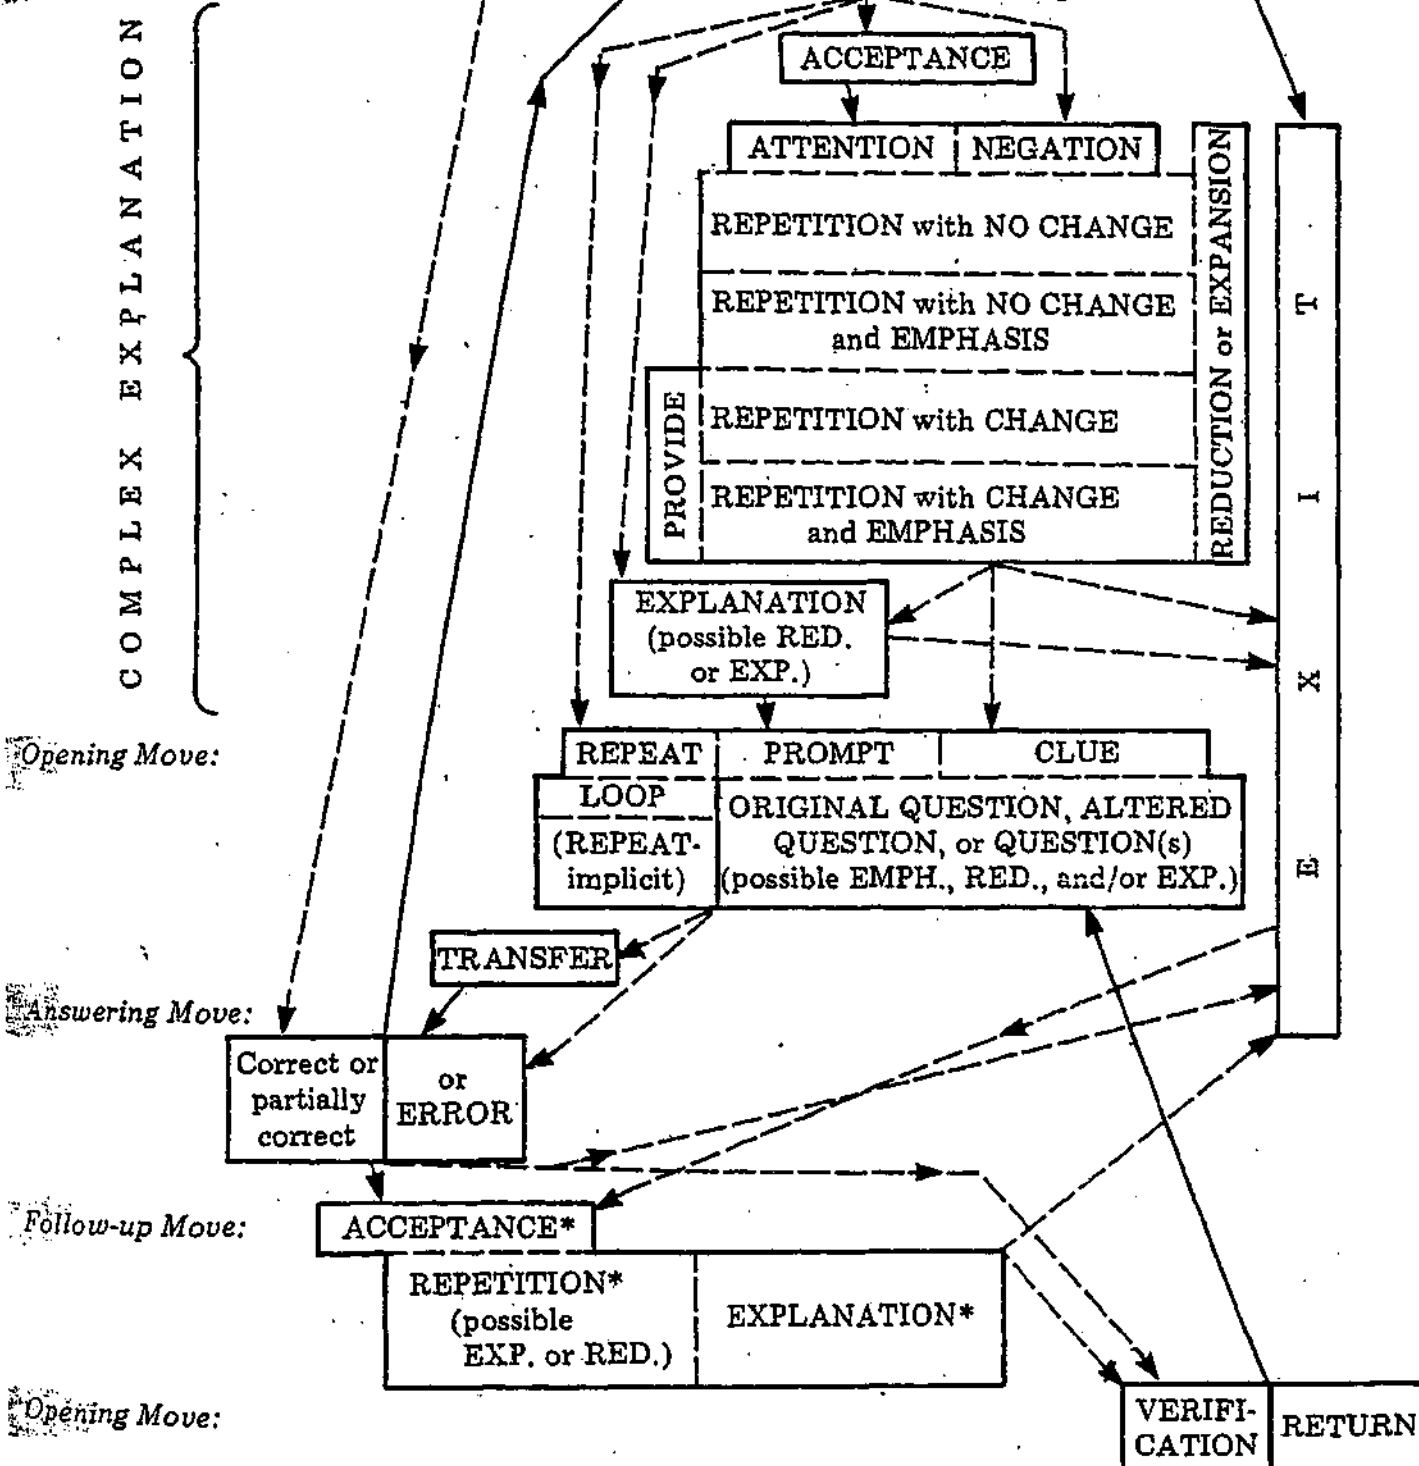 COMPLEX EXPLANATION
ACCEPTANCE
ATTENTION
NEGATION
REDUCTION or EXPANSION
REPETITION with NO CHANGE
REPETITION with NO CHANGE
and EMPHASIS
PROVIDE
REPETITION with CHANGE
REPETITION with CHANGE
and EMPHASIS
EXIT
EXPLANATION
(possible RED.
or EXP.)
Opening Move:
REPEAT
PROMPT
CLUE
LOOP
(REPEAT-
implicit)
ORIGINAL QUESTION, ALTERED
QUESTION, or QUESTION(s)
(possible EMPH., RED., and/or EXP.)
TRANSFER
Answering Move:
Correct or
partially
correct
or
ERROR
Follow-up Move:
ACCEPTANCE*
REPETITION*
(possible
EXP. or RED.)
EXPLANATION*
Opening Move:
VERIFI-
CATION
RETURN